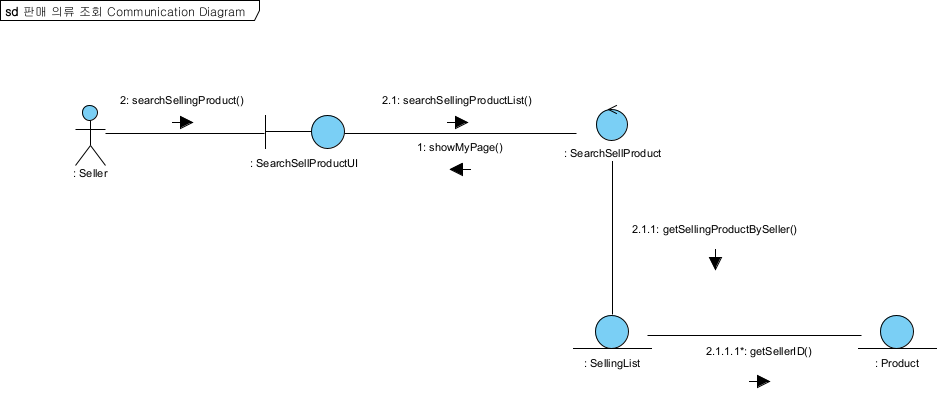 sd 판매 의류 조회 Communication Diagram
2: searchSellingProduct()
2.1: searchSellingProductList()
1: showMyPage()
: Seller
: SearchSellProductUI
: SearchSellProduct
2.1.1: getSellingProductBySeller()
2.1.1.1*: getSellerID()
: SellingList
: Product